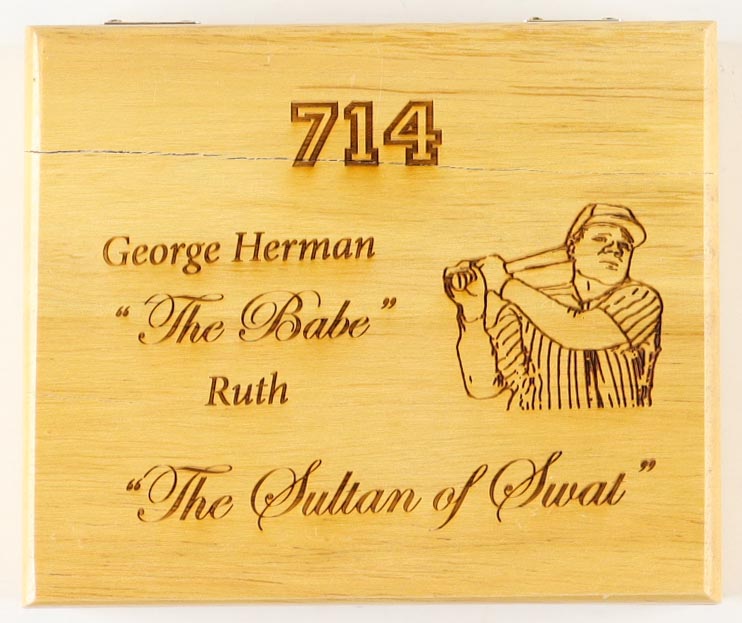 714
George Herman
"The Babe"
Ruth
"The Sultan of Swat"